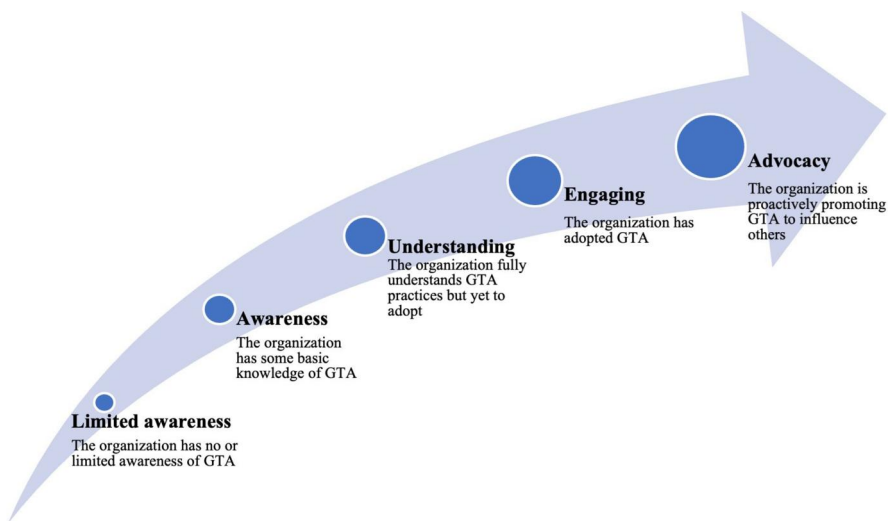 Limited awareness
The organization has no or
limited awareness of GTA
Awareness
The organization
has some basic
knowledge of GTA
Understanding
The organization fully
understands GTA
practices but yet to
adopt
Engaging
The organization has
adopted GTA
Advocacy
The organization is
proactively promoting
GTA to influence
others